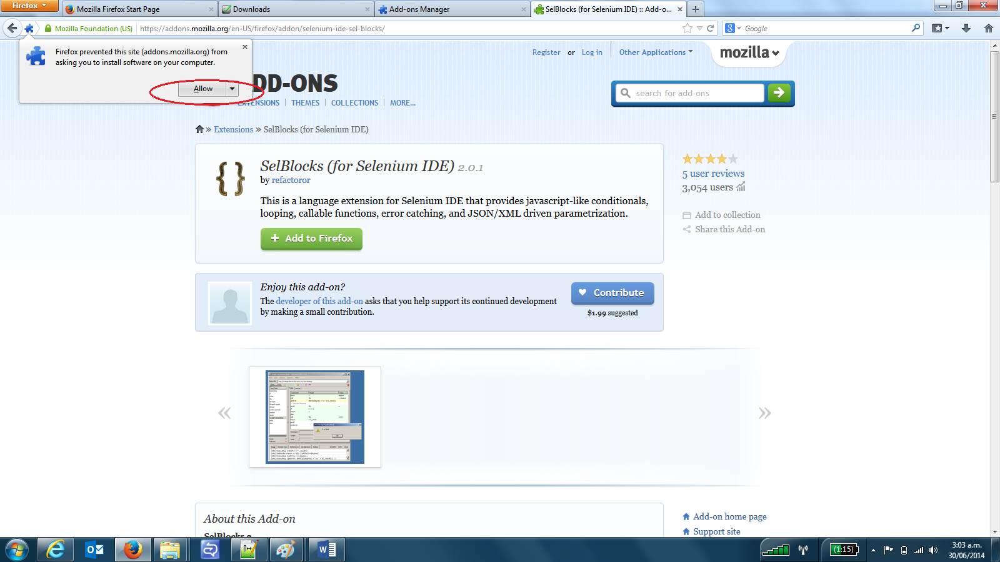 Firefox
Mozilla Firefox Start Page
Downloads
Add-ons Manager
SelBlocks (for Selenium IDE) :: Add-o...
Mozilla Foundation (US)
https://addons.mozilla.org/en-US/firefox/addon/selenium-ide-sel-blocks/
Google
Firefox prevented this site (addons.mozilla.org) from
asking you to install software on your computer.
Allow
Register or Log in
Other Applications
mozilla
DD-ONS
search for add-ons
EXTENSIONS
THEMES
COLLECTIONS
MORE...
» Extensions » SelBlocks (for Selenium IDE)
{ }
SelBlocks (for Selenium IDE) 2.0.1
by refactoror
This is a language extension for Selenium IDE that provides javascript-like conditionals,
looping, callable functions, error catching, and JSON/XML driven parametrization.
+ Add to Firefox
5 user reviews
3,054 users
Add to collection
Share this Add-on
Enjoy this add-on?
The developer of this add-on asks that you help support its continued development
by making a small contribution.
Contribute
$1.99 suggested
«
»
About this Add-on
SelBlocks a
Add-on home page
Support site
(1:15)
3:03 a.m.
30/06/2014